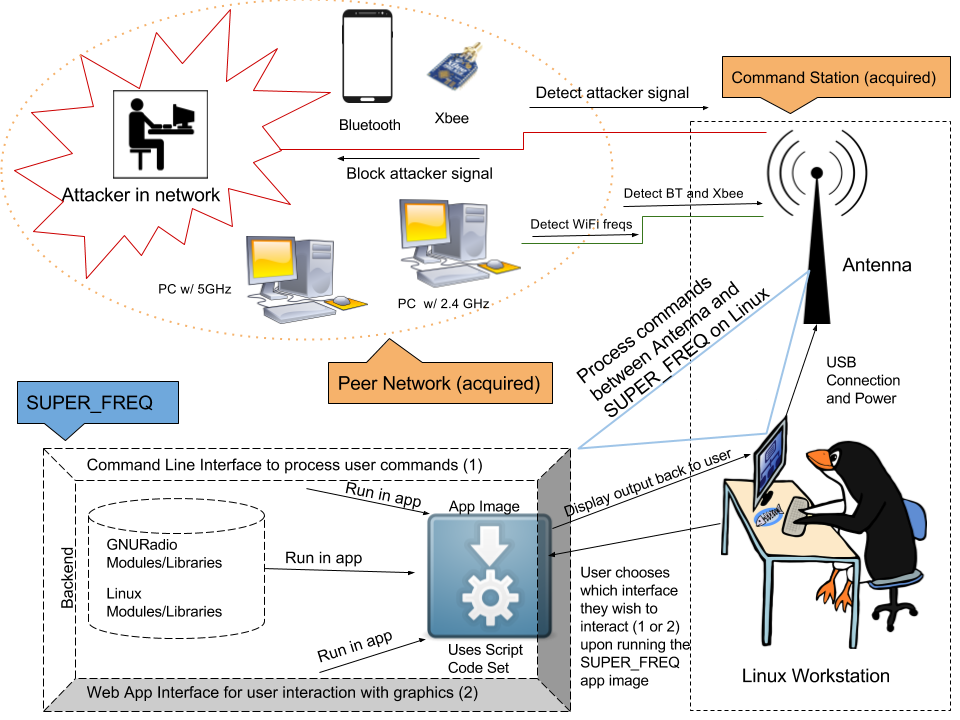 Bluetooth
Xbee
Attacker in network
Detect attacker signal
Block attacker signal
Command Station (acquired)
Detect BT and Xbee
Detect WiFi freqs
PC w/ 5GHz
PC w/ 2.4 GHz
Antenna
Peer Network (acquired)
Process commands
between Antenna and
SUPER_FREQ on Linux
USB
Connection
and Power
SUPER_FREQ
Command Line Interface to process user commands (1)
Backend
GNURadio
Modules/Libraries
Linux
Modules/Libraries
Run in app
Run in app
Run in app
App Image
Uses Script
Code Set
Web App Interface for user interaction with graphics (2)
Display output back to user
User chooses
which interface
they wish to
interact (1 or 2)
upon running the
SUPER_FREQ
app image
Linux Workstation